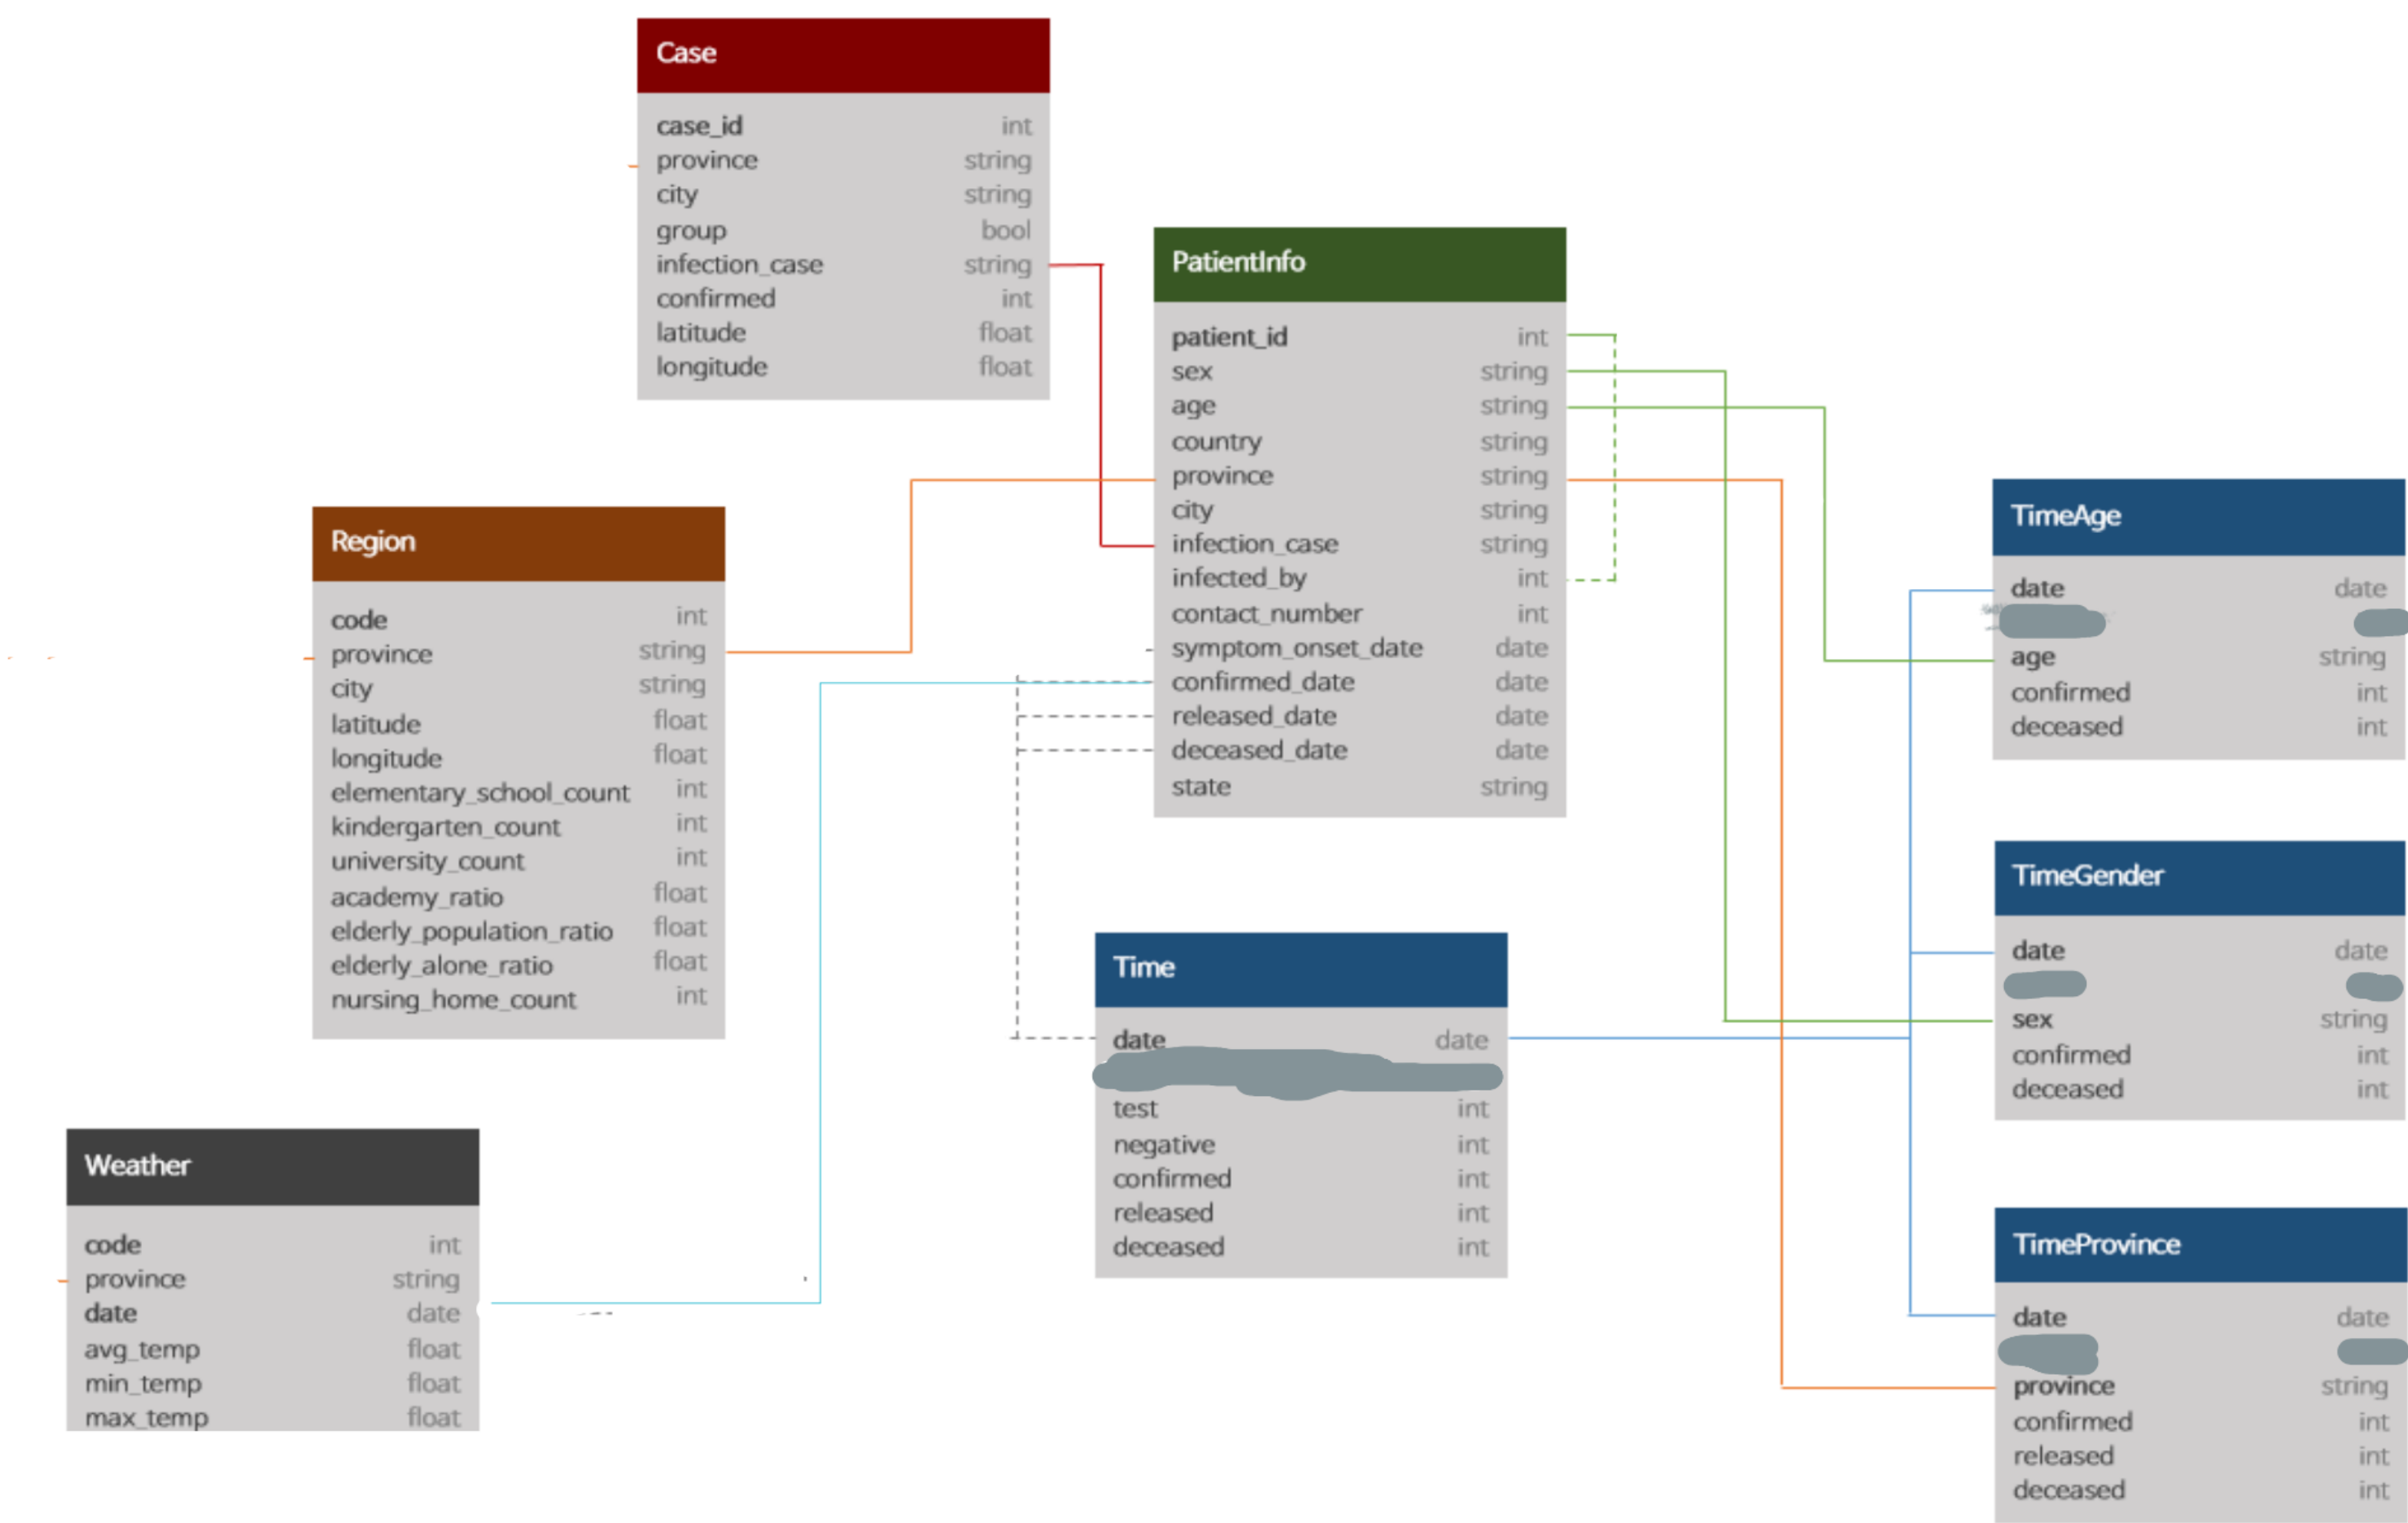 Case
case_id int
province string
city string
group bool
infection_case string
confirmed int
latitude float
longitude float
PatientInfo
patient_id int
sex string
age string
country string
province string
city string
infection_case string
infected_by int
contact_number int
symptom_onset_date date
confirmed_date date
released_date date
deceased_date date
state string
Region
code int
province string
city string
latitude float
longitude float
elementary_school_count int
kindergarten_count int
university_count int
academy_ratio float
elderly_population_ratio float
elderly_alone_ratio float
nursing_home_count int
TimeAge
date date
age string
confirmed int
deceased int
TimeGender
date date
sex string
confirmed int
deceased int
Time
date date
test int
negative int
confirmed int
released int
deceased int
Weather
code int
province string
date date
avg_temp float
min_temp float
max_temp float
TimeProvince
date date
province string
confirmed int
released int
deceased int